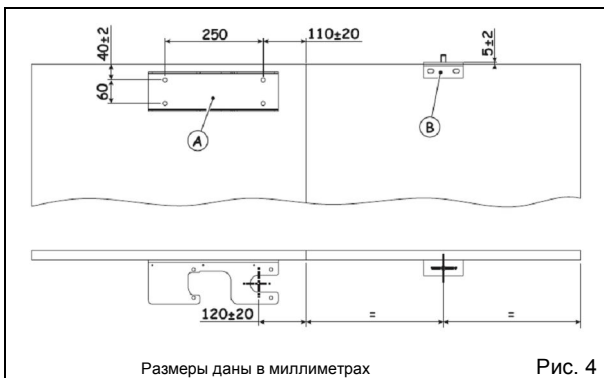 250
110±20
5±2
40±2
60
A
B
120±20
=
=
Размеры даны в миллиметрах
Рис. 4